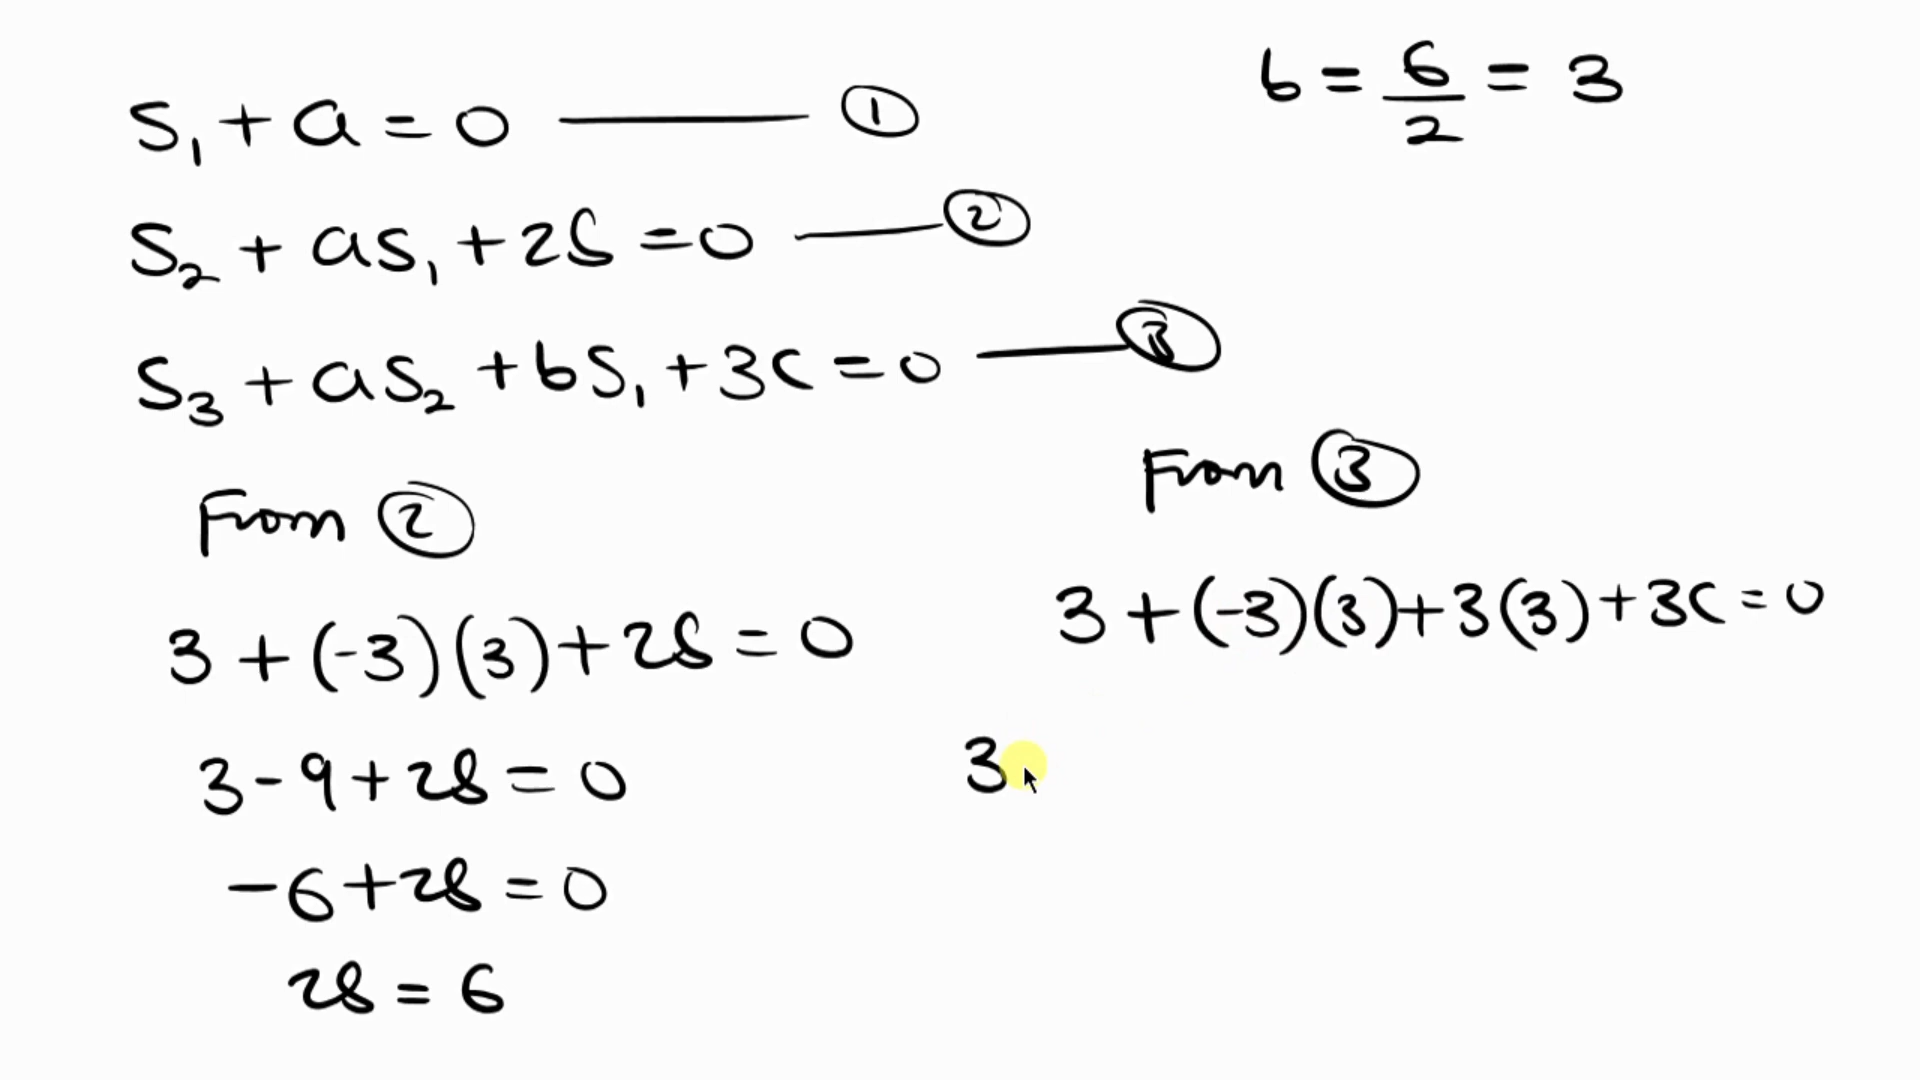 S₁ + a = 0 —— ①
S₂ + aS₁ + 2b = 0 —— ②
S₃ + aS₂ + bS₁ + 3c = 0 —— ③
b = 6/2 = 3
From ②
3 + (-3)(3) + 2b = 0
3 - 9 + 2b = 0
-6 + 2b = 0
2b = 6
From ③
3 + (-3)(3) + 3(3) + 3c = 0
3